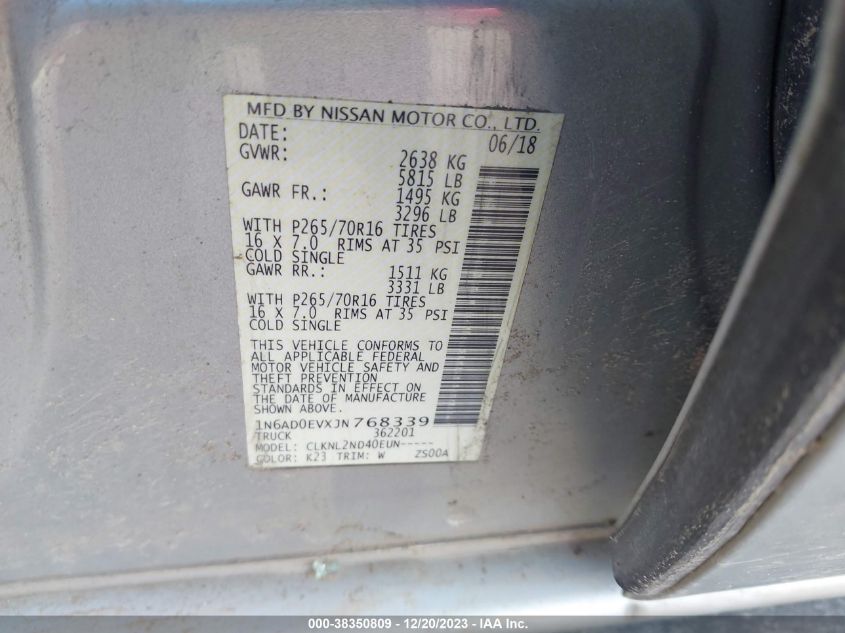 MFD BY NISSAN MOTOR CO., LTD.
DATE: 06/18
GVWR: 2638 KG
5815 LB
GAWR FR.: 1495 KG
3296 LB
WITH P265/70R16 TIRES
16 X 7.0 RIMS AT 35 PSI
COLD SINGLE
GAWR RR.: 1511 KG
3331 LB
WITH P265/70R16 TIRES
16 X 7.0 RIMS AT 35 PSI
COLD SINGLE
THIS VEHICLE CONFORMS TO
ALL APPLICABLE FEDERAL
MOTOR VEHICLE SAFETY AND
THEFT PREVENTION
STANDARDS IN EFFECT ON
THE DATE OF MANUFACTURE
SHOWN ABOVE.
1N6AD0EVXJN768339
TRUCK 362201
MODEL: CLKNL2ND40EUN-----
COLOR: K23 TRIM: W ZS00A
000-38350809 - 12/20/2023 - IAA Inc.